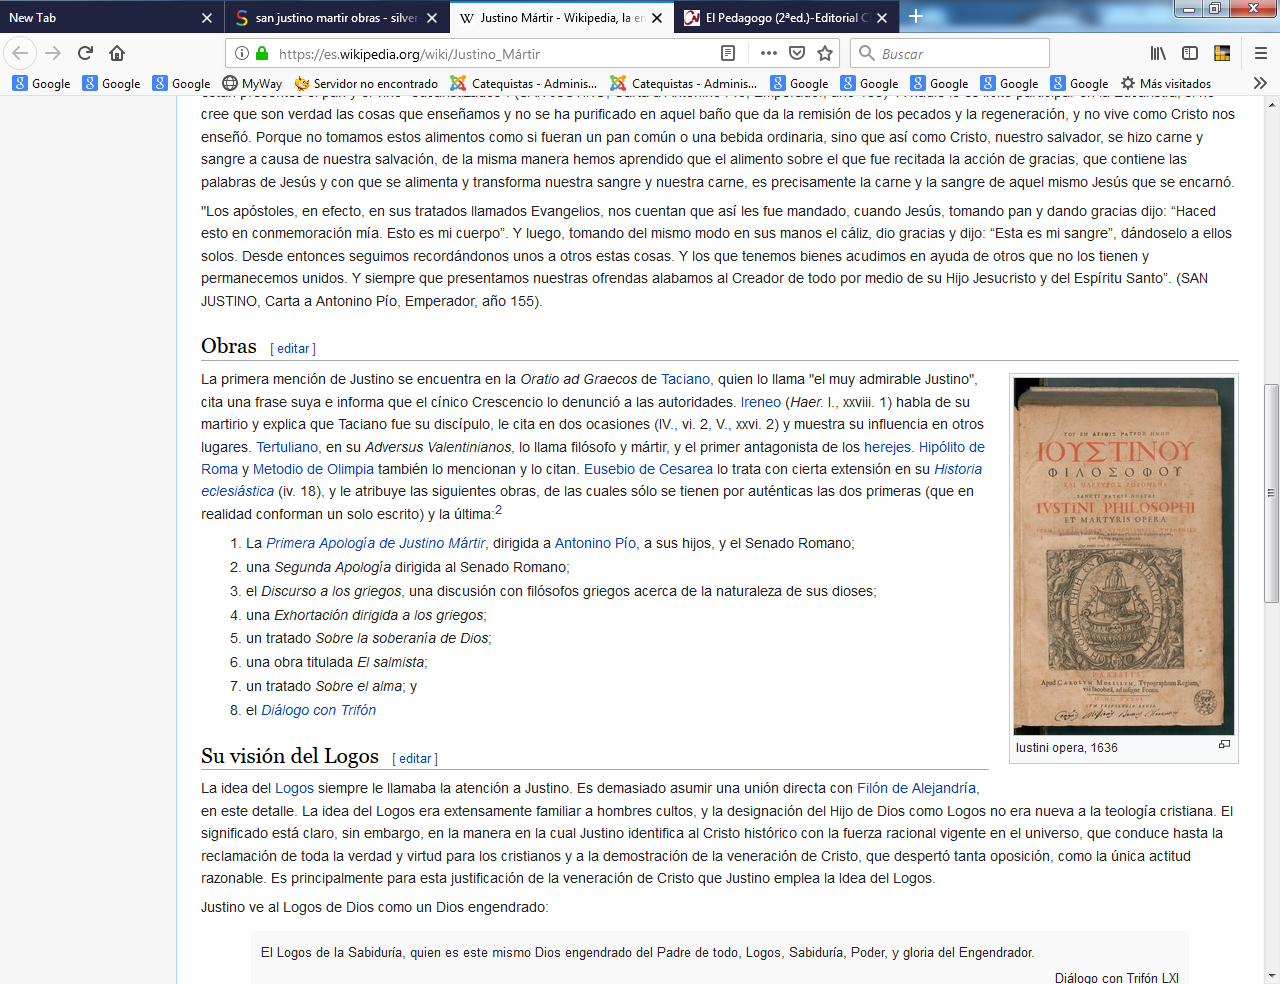 New Tab
san justino martir obras - silver
Justino Mártir - Wikipedia, la en
El Pedagogo (2ªed.)-Editorial C
https://es.wikipedia.org/wiki/Justino_Mártir
Buscar
Google
Google
Google
MyWay
Servidor no encontrado
Catequistas - Adminis...
Catequistas - Adminis...
Google
Google
Google
Google
Google
Más visitados
cree que son verdad las cosas que enseñamos y no se ha purificado en aquel baño que da la remisión de los pecados y la regeneración, y no vive como Cristo nos
enseñó. Porque no tomamos estos alimentos como si fueran un pan común o una bebida ordinaria, sino que así como Cristo, nuestro salvador, se hizo carne y
sangre a causa de nuestra salvación, de la misma manera hemos aprendido que el alimento sobre el que fue recitada la acción de gracias, que contiene las
palabras de Jesús y con que se alimenta y transforma nuestra sangre y nuestra carne, es precisamente la carne y la sangre de aquel mismo Jesús que se encarnó.
"Los apóstoles, en efecto, en sus tratados llamados Evangelios, nos cuentan que así les fue mandado, cuando Jesús, tomando pan y dando gracias dijo: “Haced
esto en conmemoración mía. Esto es mi cuerpo”. Y luego, tomando del mismo modo en sus manos el cáliz, dio gracias y dijo: “Esta es mi sangre”, dándoselo a ellos
solos. Desde entonces seguimos recordándonos unos a otros estas cosas. Y los que tenemos bienes acudimos en ayuda de otros que no los tienen y
permanecemos unidos. Y siempre que presentamos nuestras ofrendas alabamos al Creador de todo por medio de su Hijo Jesucristo y del Espíritu Santo”. (SAN
JUSTINO, Carta a Antonino Pío, Emperador, año 155).
Obras [ editar ]
La primera mención de Justino se encuentra en la Oratio ad Graecos de Taciano, quien lo llama "el muy admirable Justino",
cita una frase suya e informa que el cínico Crescencio lo denunció a las autoridades. Ireneo (Haer. I., xxviii. 1) habla de su
martirio y explica que Taciano fue su discípulo, le cita en dos ocasiones (IV., vi. 2, V., xxvi. 2) y muestra su influencia en otros
lugares. Tertuliano, en su Adversus Valentinianos, lo llama filósofo y mártir, y el primer antagonista de los herejes. Hipólito de
Roma y Metodio de Olimpia también lo mencionan y lo citan. Eusebio de Cesarea lo trata con cierta extensión en su Historia
eclesiástica (iv. 18), y le atribuye las siguientes obras, de las cuales sólo se tienen por auténticas las dos primeras (que en
realidad conforman un solo escrito) y la última:2
1. La Primera Apología de Justino Mártir, dirigida a Antonino Pío, a sus hijos, y el Senado Romano;
2. una Segunda Apología dirigida al Senado Romano;
3. el Discurso a los griegos, una discusión con filósofos griegos acerca de la naturaleza de sus dioses;
4. una Exhortación dirigida a los griegos;
5. un tratado Sobre la soberanía de Dios;
6. una obra titulada El salmista;
7. un tratado Sobre el alma; y
8. el Diálogo con Trifón
ΙΟΥΣΤΙΝΟΥ
ΦΙΛΟΣΟΦΟΥ
SANCTI PATRIS NOSTRI
IVSTINI PHILOSOPHI
ET MARTYRIS OPERA
Iustini opera, 1636
Su visión del Logos [ editar ]
La idea del Logos siempre le llamaba la atención a Justino. Es demasiado asumir una unión directa con Filón de Alejandría,
en este detalle. La idea del Logos era extensamente familiar a hombres cultos, y la designación del Hijo de Dios como Logos no era nueva a la teología cristiana. El
significado está claro, sin embargo, en la manera en la cual Justino identifica al Cristo histórico con la fuerza racional vigente en el universo, que conduce hasta la
reclamación de toda la verdad y virtud para los cristianos y a la demostración de la veneración de Cristo, que despertó tanta oposición, como la única actitud
razonable. Es principalmente para esta justificación de la veneración de Cristo que Justino emplea la Idea del Logos.
Justino ve al Logos de Dios como un Dios engendrado:
El Logos de la Sabiduría, quien es este mismo Dios engendrado del Padre de todo, Logos, Sabiduría, Poder, y gloria del Engendrador.
Diálogo con Trifón LXI